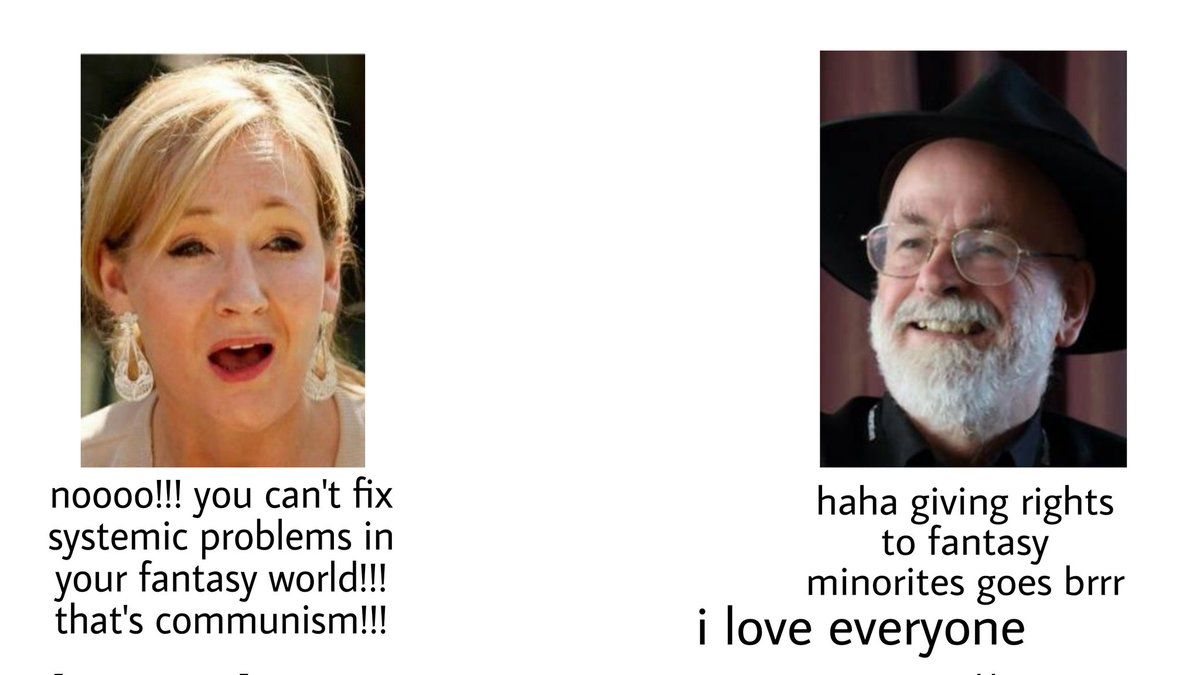 noooo!!! you can't fix
systemic problems in
your fantasy world!!!
that's communism!!!
haha giving rights
to fantasy
minorites goes brrr
i love everyone